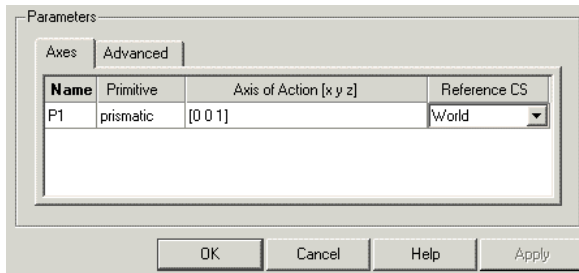 Parameters
Axes Advanced
Name Primitive Axis of Action [x y z] Reference CS
P1 prismatic [0 0 1] World
OK Cancel Help Apply